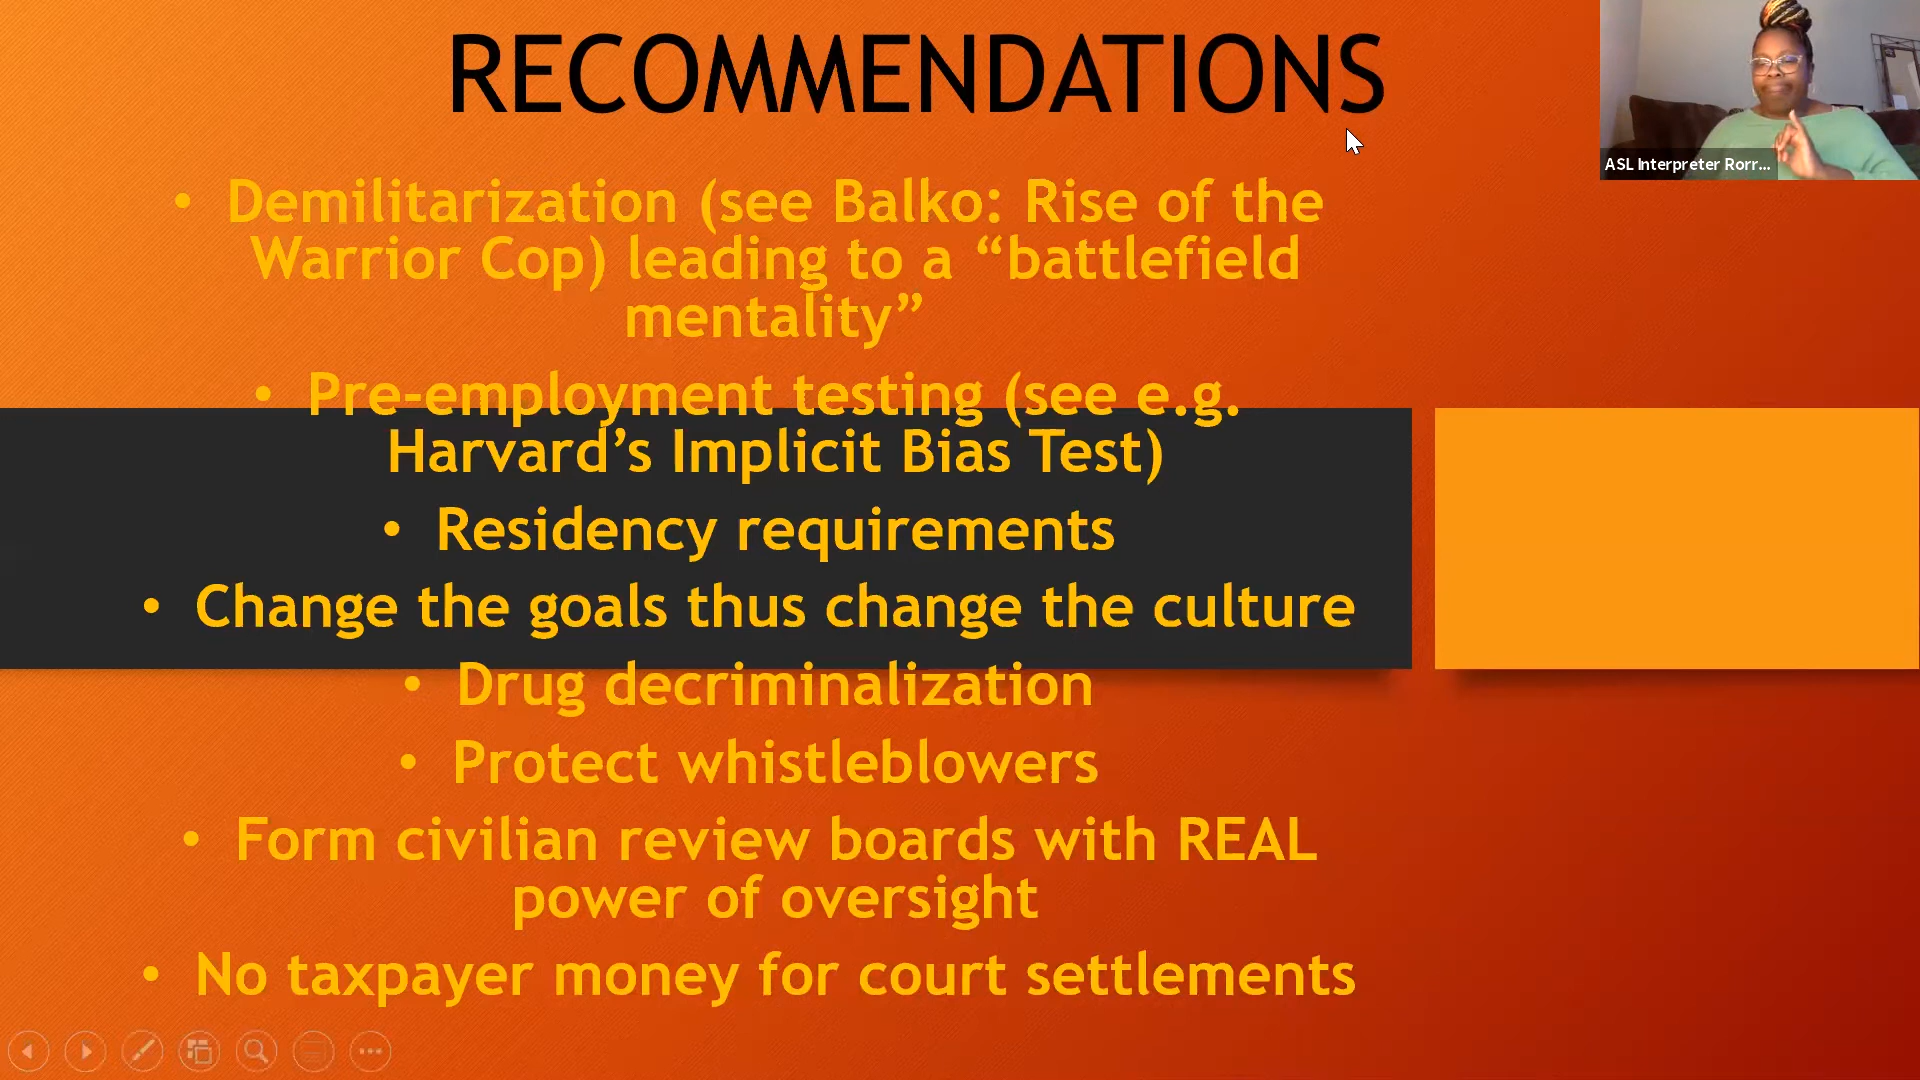 RECOMMENDATIONS
ASL Interpreter Rorr...
• Demilitarization (see Balko: Rise of the
Warrior Cop) leading to a “battlefield
mentality”
• Pre-employment testing (see e.g.
Harvard’s Implicit Bias Test)
• Residency requirements
• Change the goals thus change the culture
• Drug decriminalization
• Protect whistleblowers
• Form civilian review boards with REAL
power of oversight
• No taxpayer money for court settlements